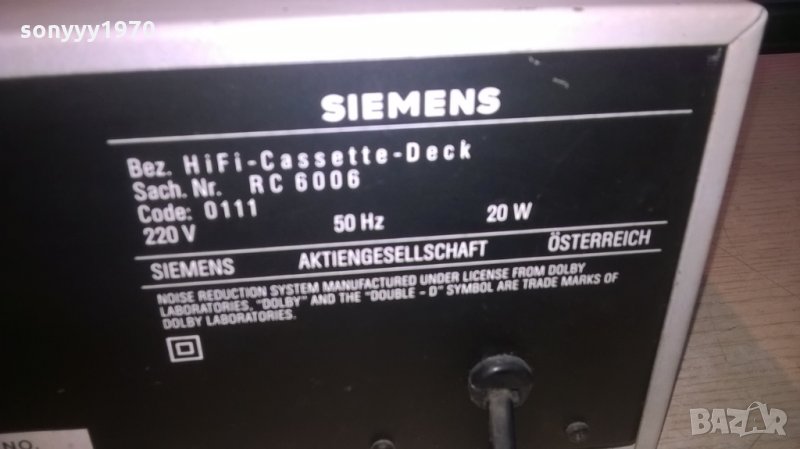 sonyyy1970
SIEMENS
Bez. HiFi-Cassette-Deck
Sach. Nr. RC 6006
Code: 0111
220 V 50 Hz 20 W
SIEMENS AKTIENGESELLSCHAFT ÖSTERREICH
NOISE REDUCTION SYSTEM MANUFACTURED UNDER LICENSE FROM DOLBY
LABORATORIES, "DOLBY" AND THE "DOUBLE - D" SYMBOL ARE TRADE MARKS OF
DOLBY LABORATORIES.
NO.
BAZAR